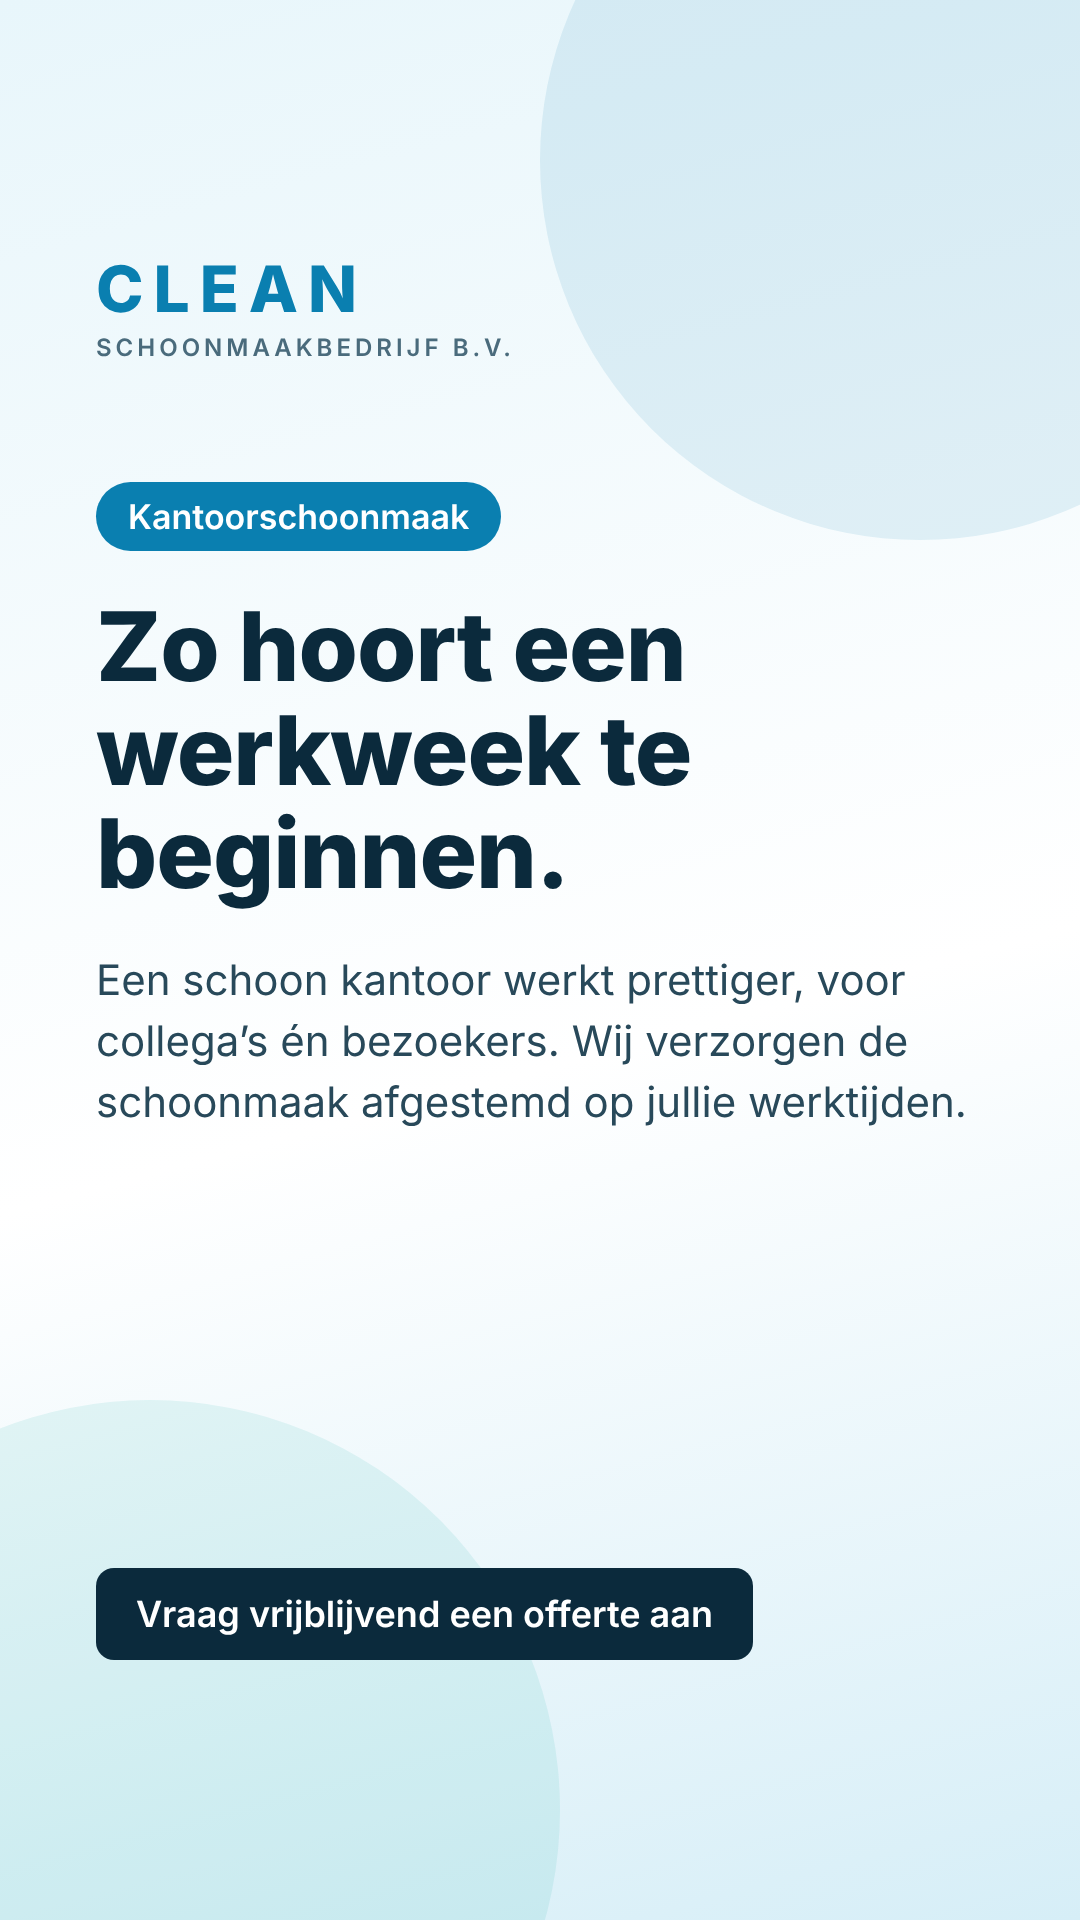 CLEAN
SCHOONMAAKBEDRIJF B.V.
Kantoorschoonmaak
Zo hoort een
werkweek te
beginnen.
Een schoon kantoor werkt prettiger, voor
collega’s én bezoekers. Wij verzorgen de
schoonmaak afgestemd op jullie werktijden.
Vraag vrijblijvend een offerte aan